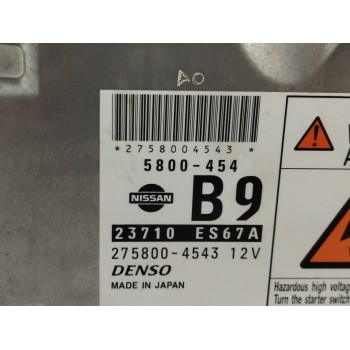 AO
*2758004543*
5800-454
NISSAN
B9
23710 ES67A
275800-4543 12V
DENSO
MADE IN JAPAN
Hazardous high voltage
Turn the starter switch